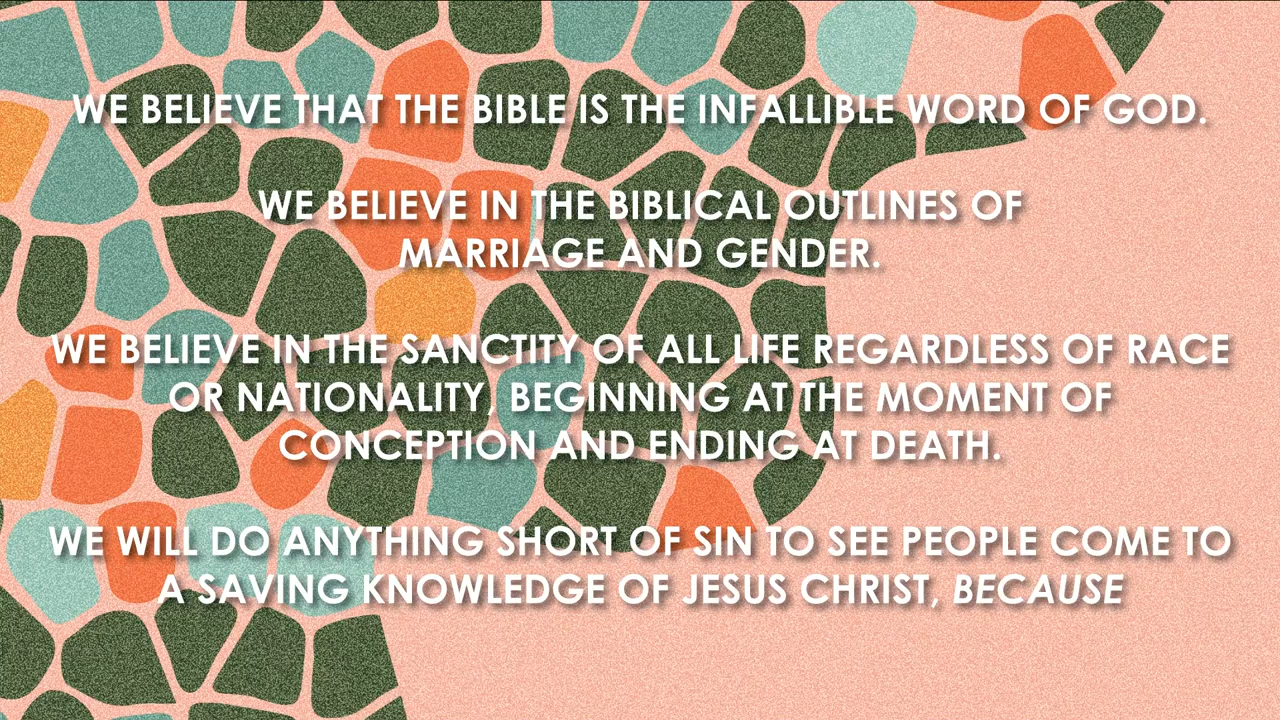 WE BELIEVE THAT THE BIBLE IS THE INFALLIBLE WORD OF GOD.
WE BELIEVE IN THE BIBLICAL OUTLINES OF
MARRIAGE AND GENDER.
WE BELIEVE IN THE SANCTITY OF ALL LIFE REGARDLESS OF RACE
OR NATIONALITY, BEGINNING AT THE MOMENT OF
CONCEPTION AND ENDING AT DEATH.
WE WILL DO ANYTHING SHORT OF SIN TO SEE PEOPLE COME TO
A SAVING KNOWLEDGE OF JESUS CHRIST, BECAUSE